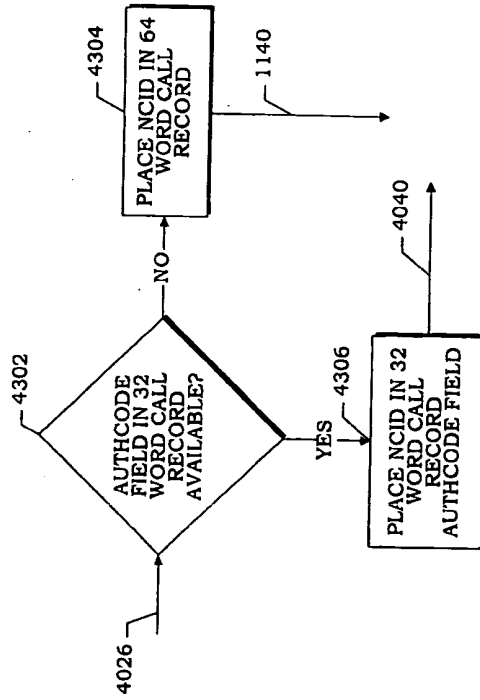 4026
4302
AUTHCODE
FIELD IN 32
WORD CALL
RECORD
AVAILABLE?
NO
4304
PLACE NCID IN 64
WORD CALL
RECORD
1140
YES
4306
PLACE NCID IN 32
WORD CALL
RECORD
AUTHCODE FIELD
4040